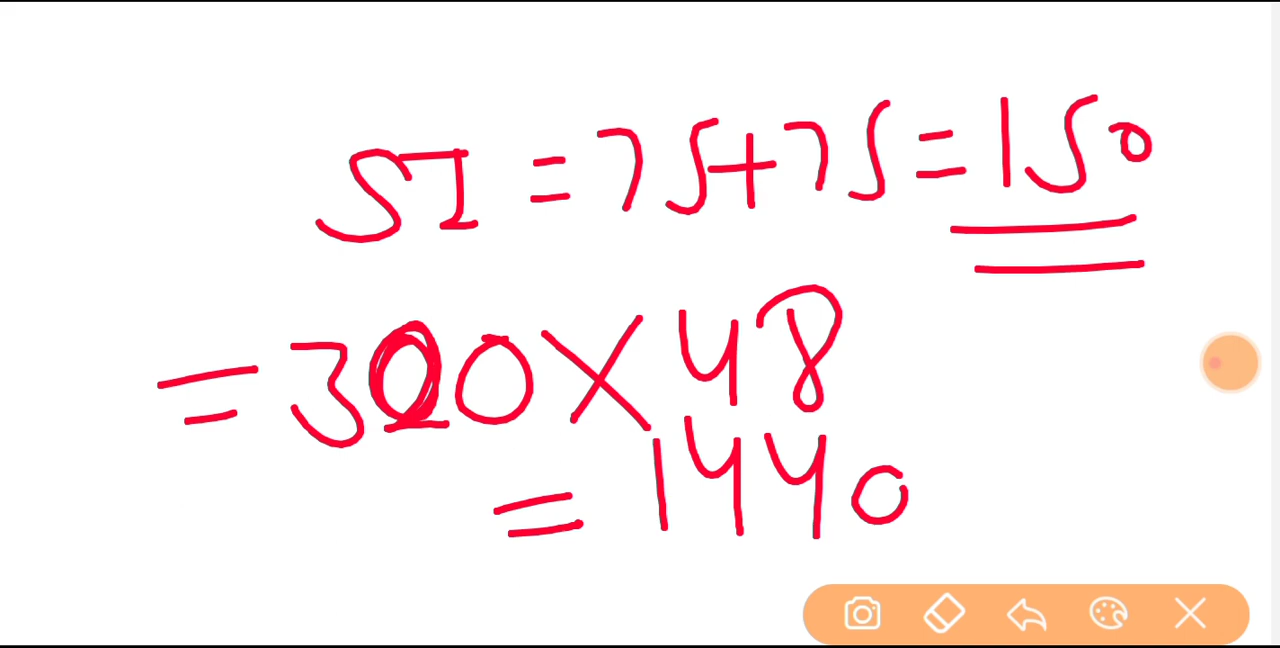 SI = 75+75 = 150
= 300 × 48
= 1440